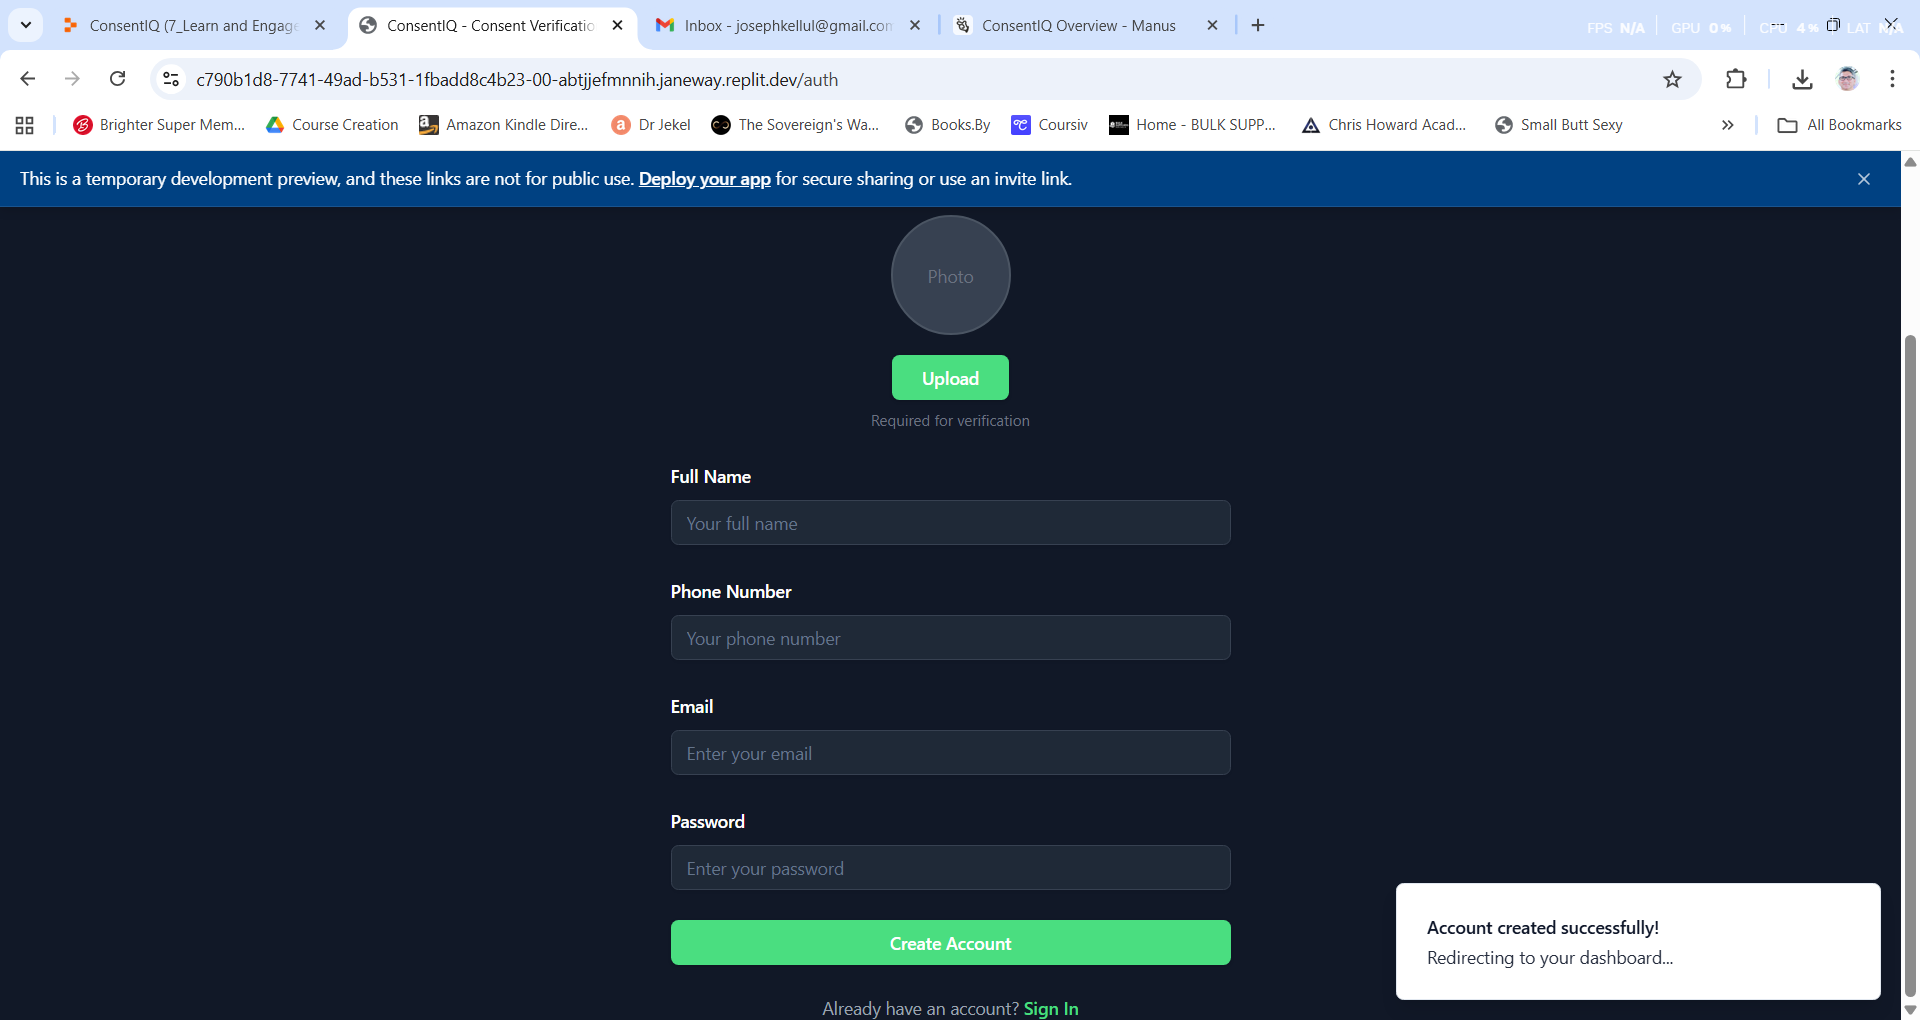 ConsentIQ (7_Learn and Engage
ConsentIQ - Consent Verificatio
Inbox - josephkellul@gmail.com
ConsentIQ Overview - Manus
FPS N/A GPU 0% CPU 4% LAT N/A
c790b1d8-7741-49ad-b531-1fbadd8c4b23-00-abtjjefmnnih.janeway.replit.dev/auth
Brighter Super Mem...
Course Creation
Amazon Kindle Dire...
Dr Jekel
The Sovereign's Wa...
Books.By
Coursiv
Home - BULK SUPP...
Chris Howard Acad...
Small Butt Sexy
All Bookmarks
This is a temporary development preview, and these links are not for public use. Deploy your app for secure sharing or use an invite link.
Photo
Upload
Required for verification
Full Name
Your full name
Phone Number
Your phone number
Email
Enter your email
Password
Enter your password
Create Account
Already have an account? Sign In
Account created successfully!
Redirecting to your dashboard...